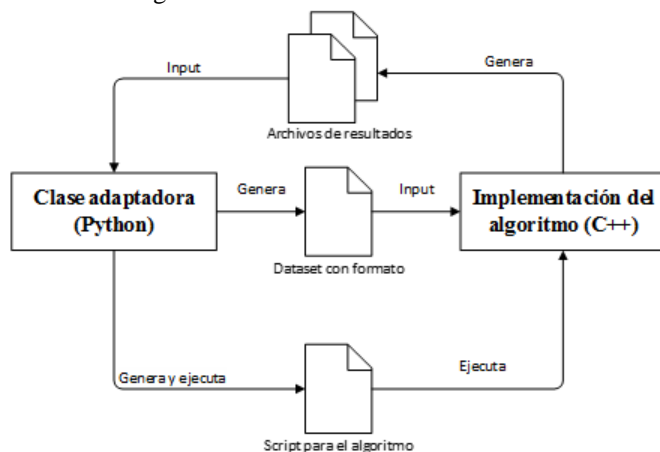 Input
Genera
Archivos de resultados
Clase adaptadora
(Python)
Genera
Input
Implementación del
algoritmo (C++)
Dataset con formato
Genera y ejecuta
Ejecuta
Script para el algoritmo